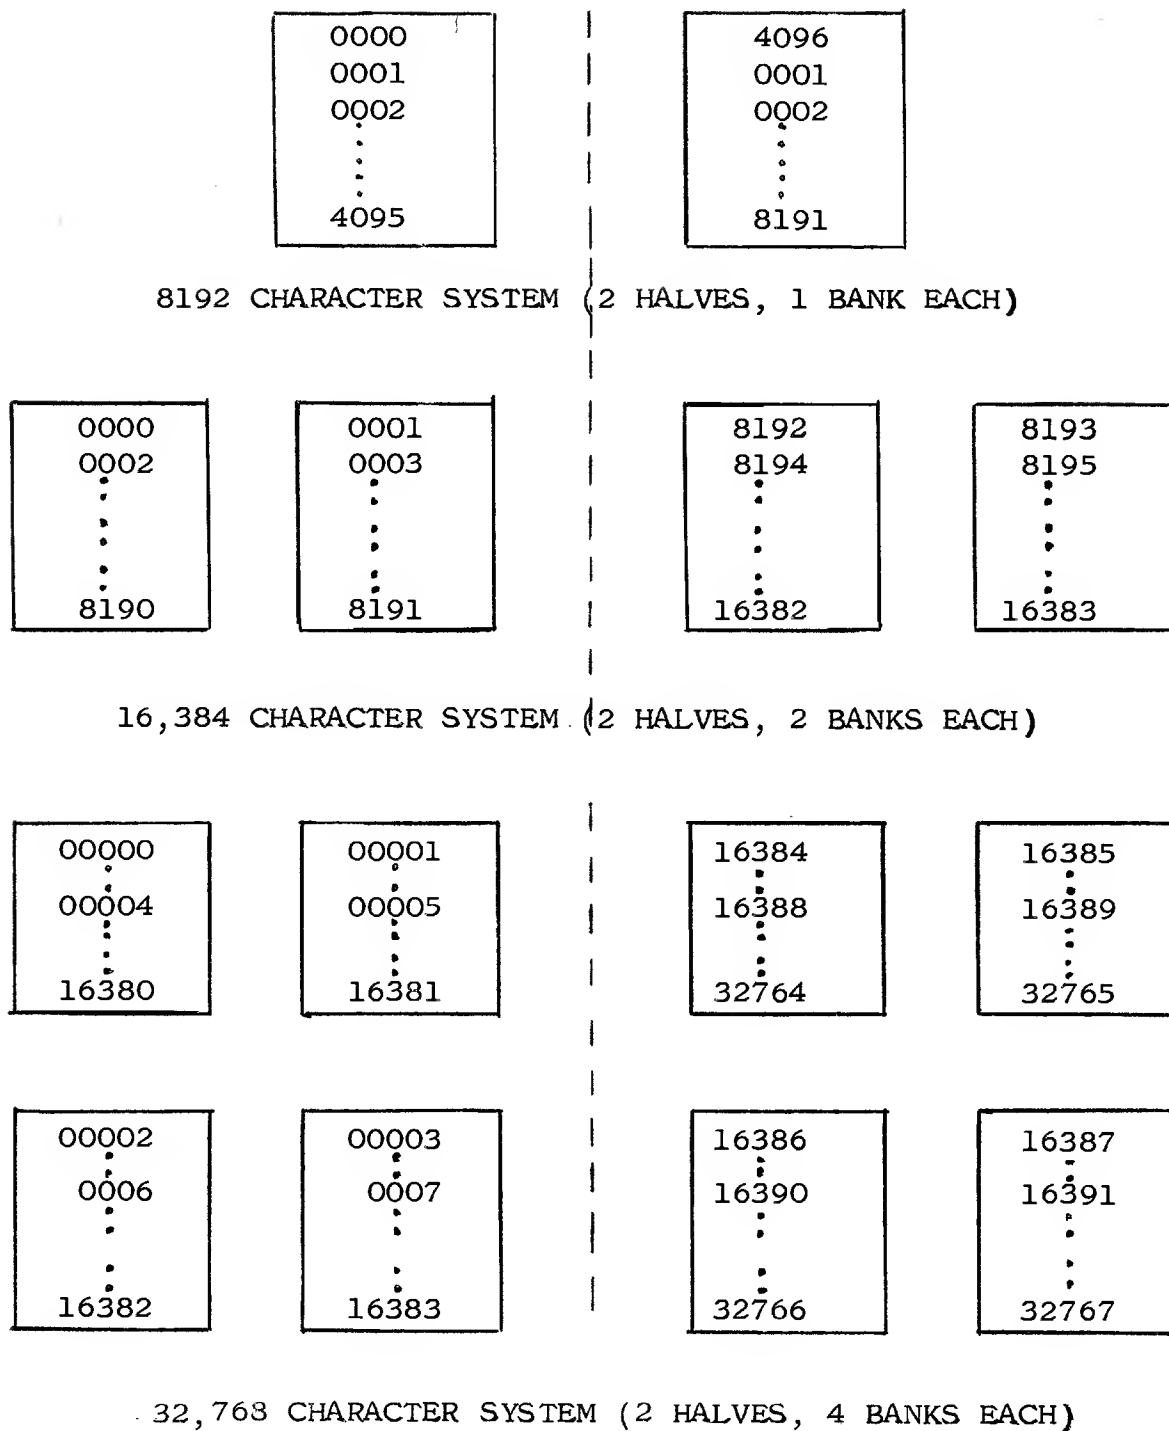 0000 4096
0001 0001
0002 0002
4095 8191
8192 CHARACTER SYSTEM (2 HALVES, 1 BANK EACH)
0000 0001 8192 8193
0002 0003 8194 8195
8190 8191 16382 16383
16,384 CHARACTER SYSTEM (2 HALVES, 2 BANKS EACH)
00000 00001 16384 16385
00004 00005 16388 16389
16380 16381 32764 32765
00002 00003 16386 16387
0006 0007 16390 16391
16382 16383 32766 32767
32,768 CHARACTER SYSTEM (2 HALVES, 4 BANKS EACH)